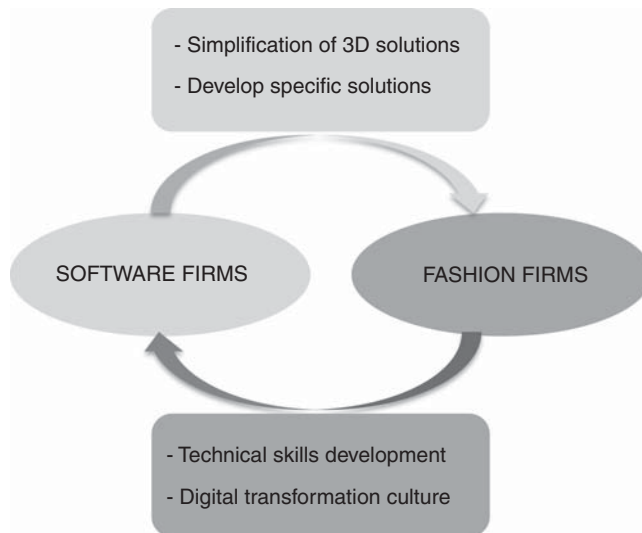 - Simplification of 3D solutions
- Develop specific solutions
SOFTWARE FIRMS
FASHION FIRMS
- Technical skills development
- Digital transformation culture